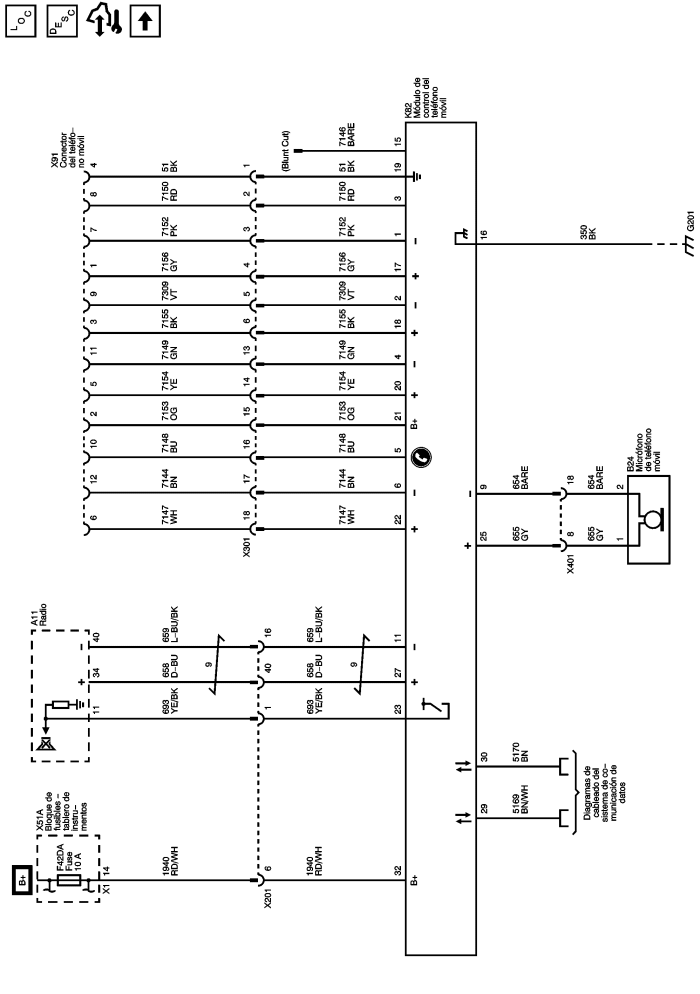 LOC
DESC
K82
Módulo de
control del
teléfono
móvil
X91
Conector
del teléfo-
no móvil
(Blunt Cut)
7146
BARE
15
4
51
BK
1
51
BK
19
8
7150
RD
2
7150
RD
3
7
7152
PK
3
7152
PK
1
−
1
7156
GY
4
7156
GY
17
+
9
7309
VT
5
7309
VT
2
−
3
7155
BK
6
7155
BK
18
+
11
7149
GN
13
7149
GN
4
−
5
7154
YE
14
7154
YE
20
+
2
7153
OG
15
7153
OG
21
B+
10
7148
BU
16
7148
BU
5
12
7144
BN
17
7144
BN
6
−
6
7147
WH
18
7147
WH
22
+
X301
16
350
BK
G201
−
9
654
BARE
18
654
BARE
2
+
25
655
GY
8
655
GY
1
X401
B24
Micrófono
de teléfono
móvil
A11
Radio
−
40
659
L–BU/BK
16
659
L–BU/BK
11
−
+
34
658
D–BU
40
658
D–BU
27
+
9
9
11
693
YE/BK
1
693
YE/BK
23
30
5170
BN
29
5169
BN/WH
Diagramas de
cableado del
sistema de co-
municación de
datos
X51A
Bloque de
fusibles –
tablero de
instru-
mentos
B+
F42DA
Fuse
10 A
14
X1
1940
RD/WH
6
X201
1940
RD/WH
32
B+